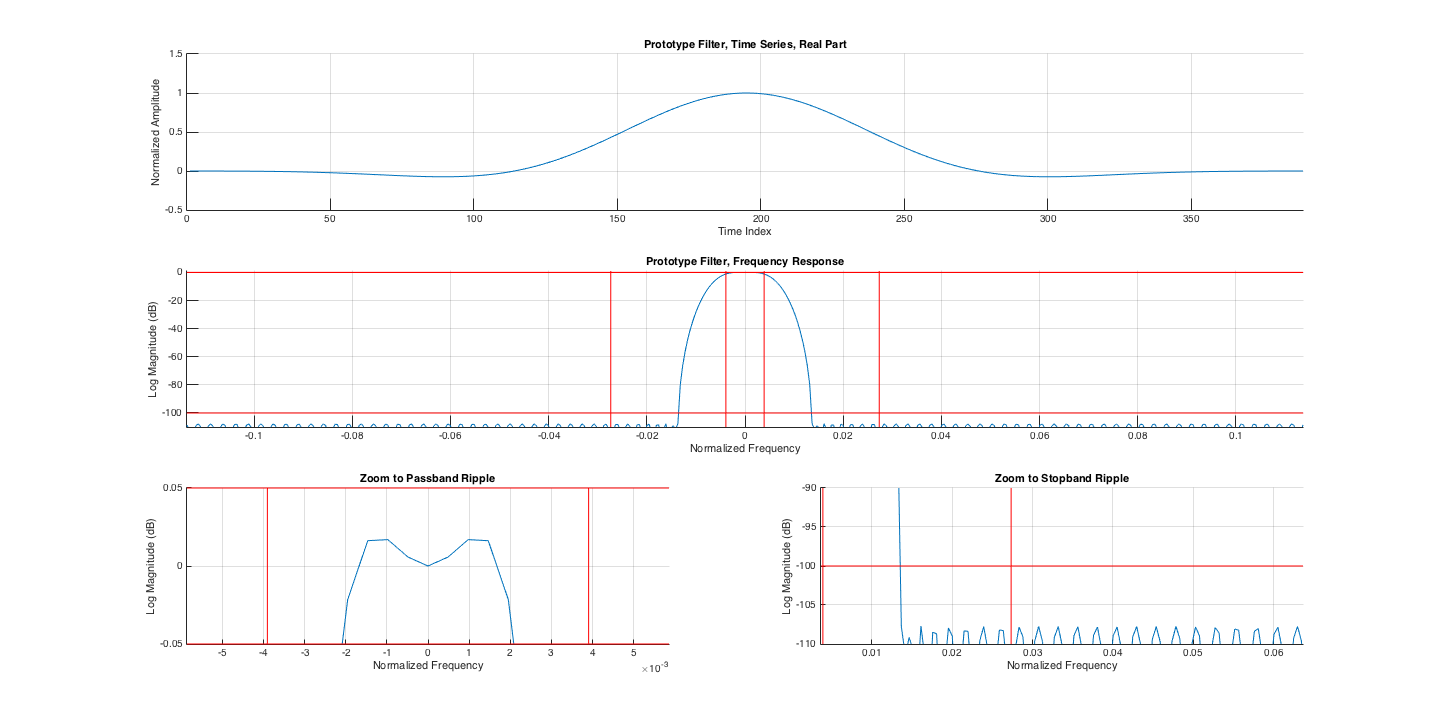 Prototype Filter, Time Series, Real Part
1.5
1
0.5
0
-0.5
Normalized Amplitude
0 50 100 150 200 250 300 350
Time Index
Prototype Filter, Frequency Response
0
-20
-40
-60
-80
-100
Log Magnitude (dB)
-0.1 -0.08 -0.06 -0.04 -0.02 0 0.02 0.04 0.06 0.08 0.1
Normalized Frequency
Zoom to Passband Ripple
0.05
0
-0.05
Log Magnitude (dB)
-5 -4 -3 -2 -1 0 1 2 3 4 5
Normalized Frequency
×10-3
Zoom to Stopband Ripple
-90
-95
-100
-105
-110
Log Magnitude (dB)
0.01 0.02 0.03 0.04 0.05 0.06
Normalized Frequency